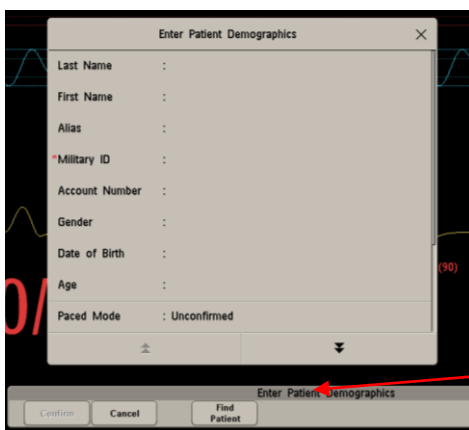 Enter Patient Demographics
Last Name :
First Name :
Alias :
*Military ID :
Account Number :
Gender :
Date of Birth :
Age :
Paced Mode : Unconfirmed
(90)
0/
Enter Patient Demographics
Confirm Cancel Find
Patient